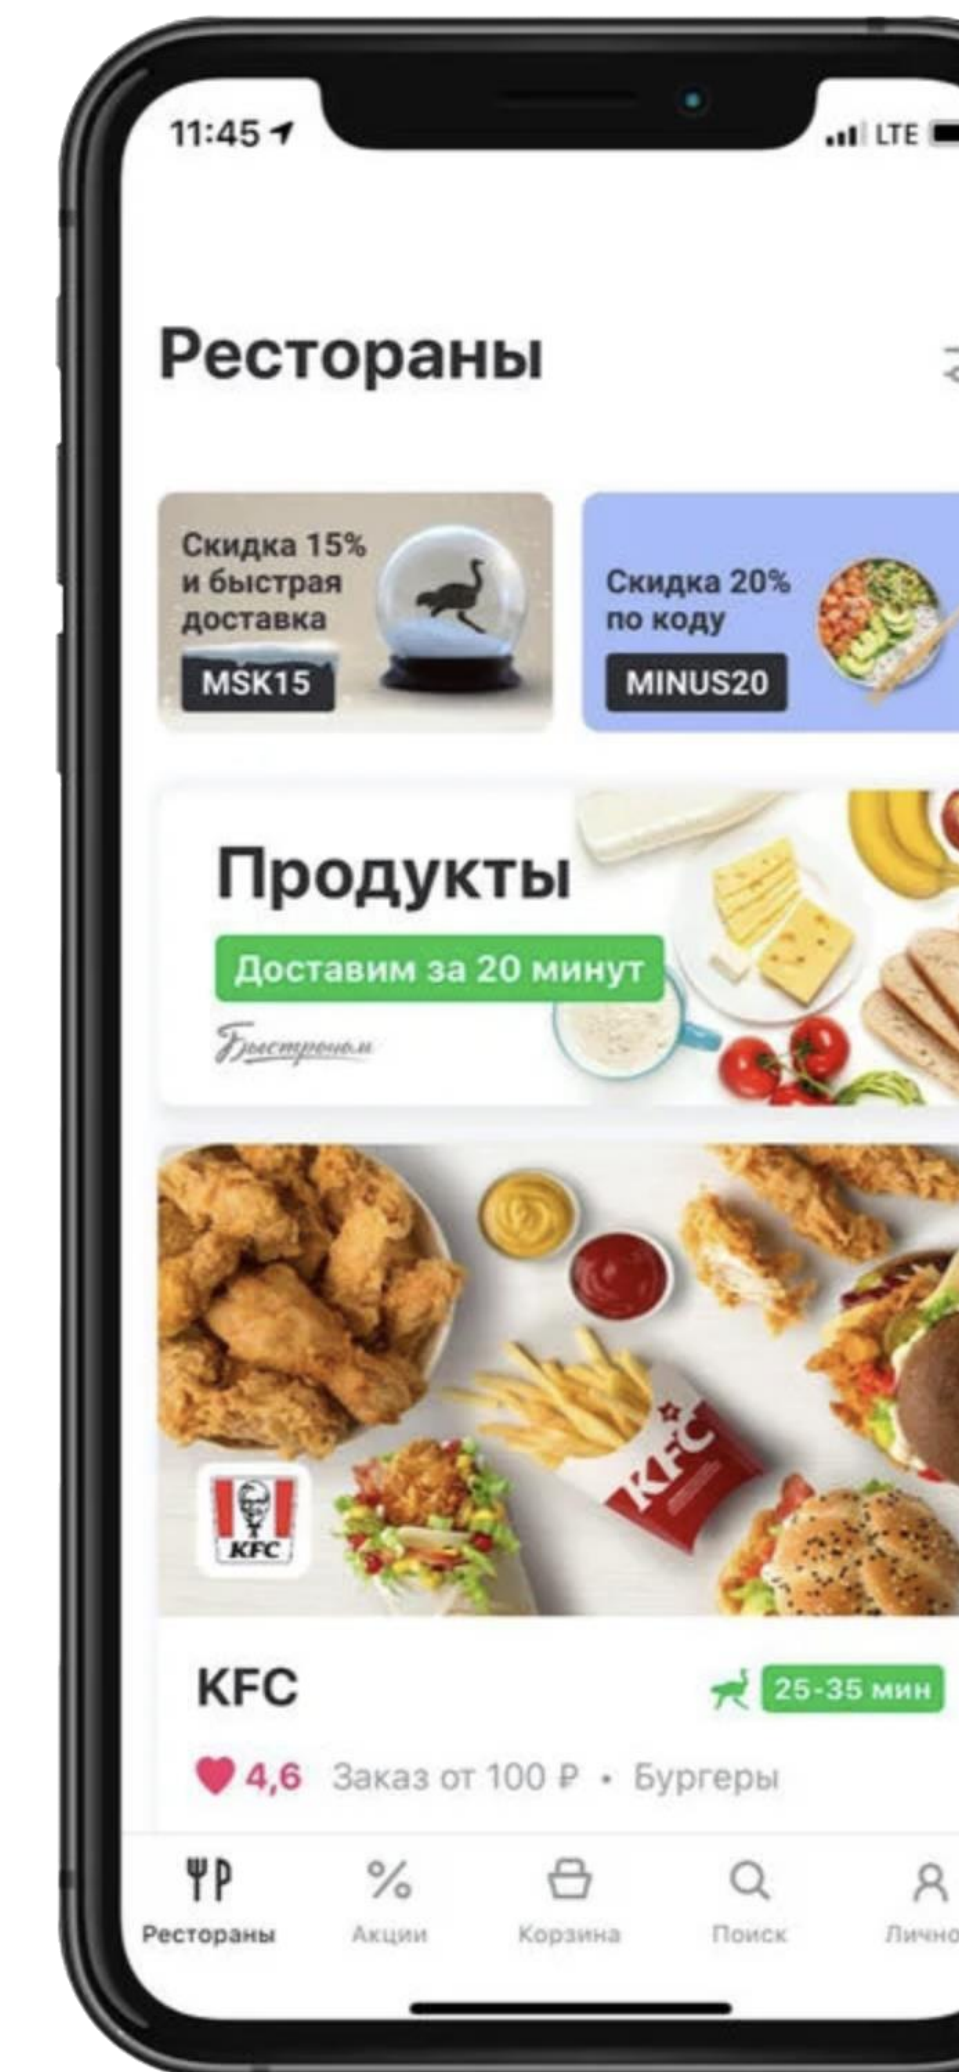 11:45
LTE
Рестораны
Скидка 15%
и быстрая
доставка
MSK15
Скидка 20%
по коду
MINUS20
Продукты
Доставим за 20 минут
Быстроном
KFC
KFC
KFC
25-35 мин
4,6 Заказ от 100 ₽ • Бургеры
Рестораны
Акции
Корзина
Поиск
Лично